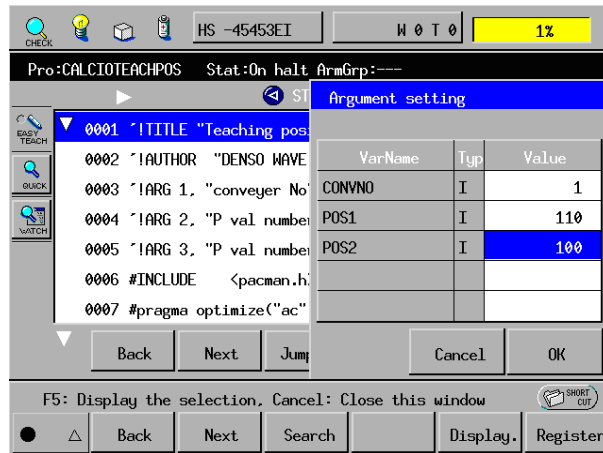 CHECK
HS -45453EI
W 0 T 0
1%
Pro:CALCIOTEACHPOS Stat:On halt ArmGrp:---
ST
Argument setting
EASY TEACH
QUICK
WATCH
0001 ´!TITLE "Teaching pos
0002 ´!AUTHOR "DENSO WAVE
0003 ´!ARG 1, "conveyer No
0004 ´!ARG 2, "P val number
0005 ´!ARG 3, "P val number
0006 #INCLUDE <pacman.h
0007 #pragma optimize("ac"
VarName Typ Value
CONVNO I 1
POS1 I 110
POS2 I 100
Back Next Jump
Cancel OK
F5: Display the selection, Cancel: Close this window
SHORT CUT
Back Next Search Display. Register